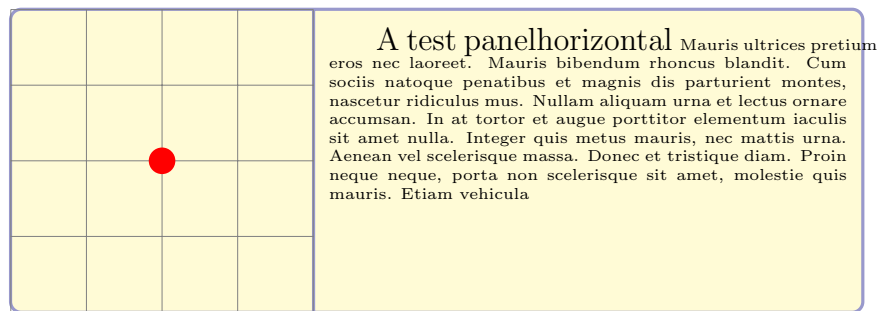 A test panelhorizontal Mauris ultrices pretium
eros nec laoreet. Mauris bibendum rhoncus blandit. Cum
sociis natoque penatibus et magnis dis parturient montes,
nascetur ridiculus mus. Nullam aliquam urna et lectus ornare
accumsan. In at tortor et augue porttitor elementum iaculis
sit amet nulla. Integer quis metus mauris, nec mattis urna.
Aenean vel scelerisque massa. Donec et tristique diam. Proin
neque neque, porta non scelerisque sit amet, molestie quis
mauris. Etiam vehicula